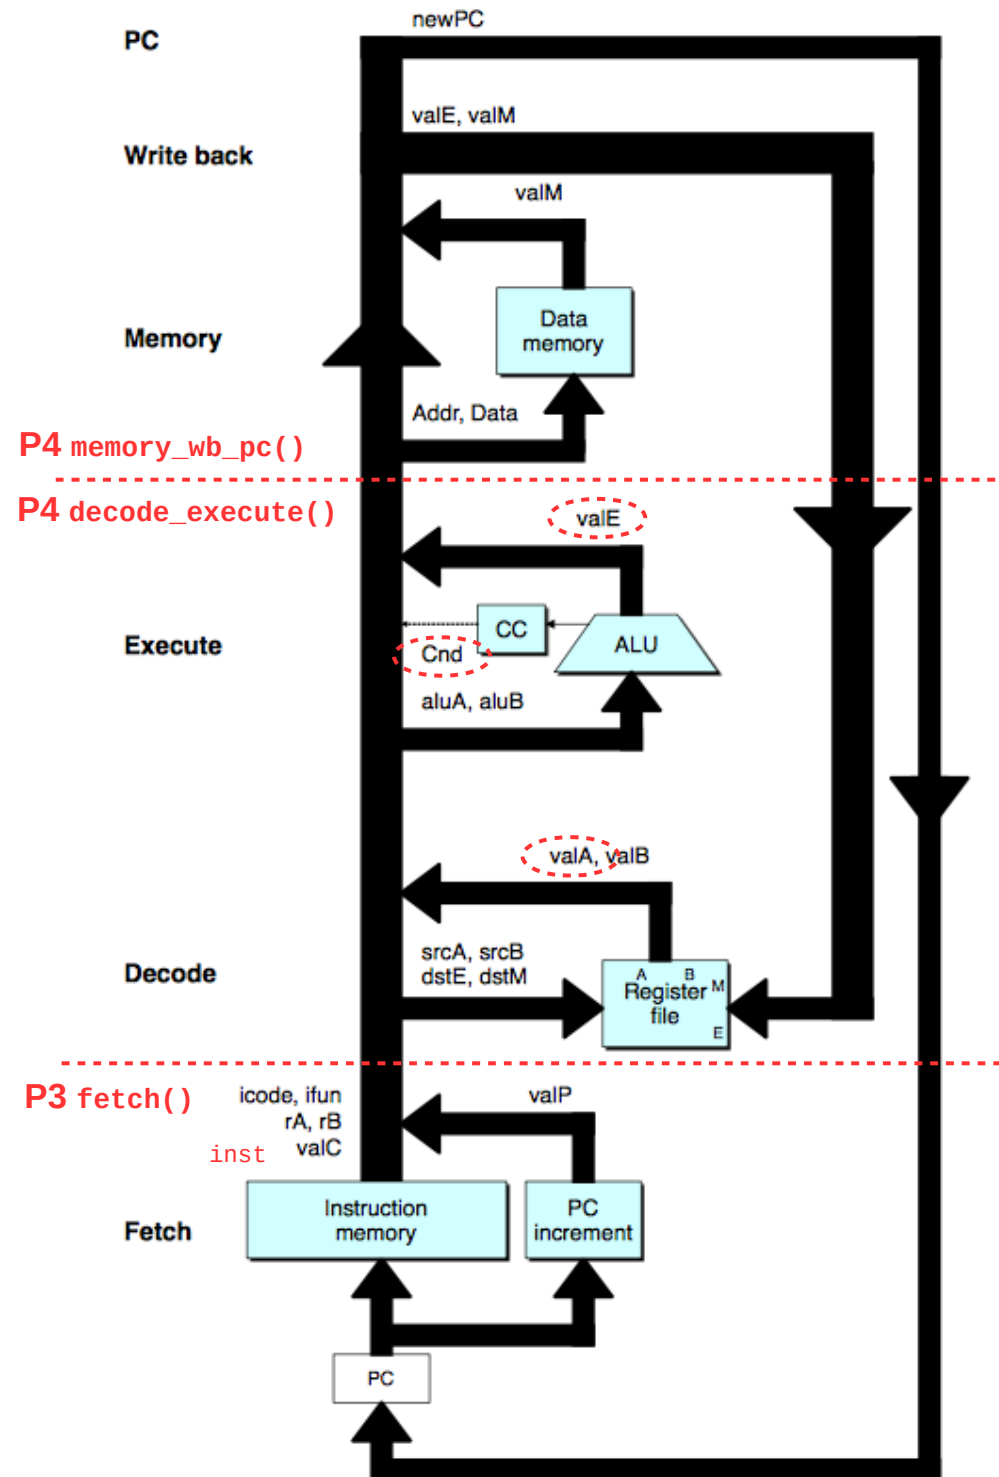 newPC
PC
valE, valM
Write back
valM
Data
memory
Memory
Addr, Data
P4 memory_wb_pc()
P4 decode_execute()
valE
CC
ALU
Execute
Cnd
aluA, aluB
valA, valB
srcA, srcB
dstE, dstM
Decode
A B
Register M
file
E
P3 fetch()
icode, ifun
rA, rB
valC
inst
valP
Instruction
memory
PC
increment
Fetch
PC